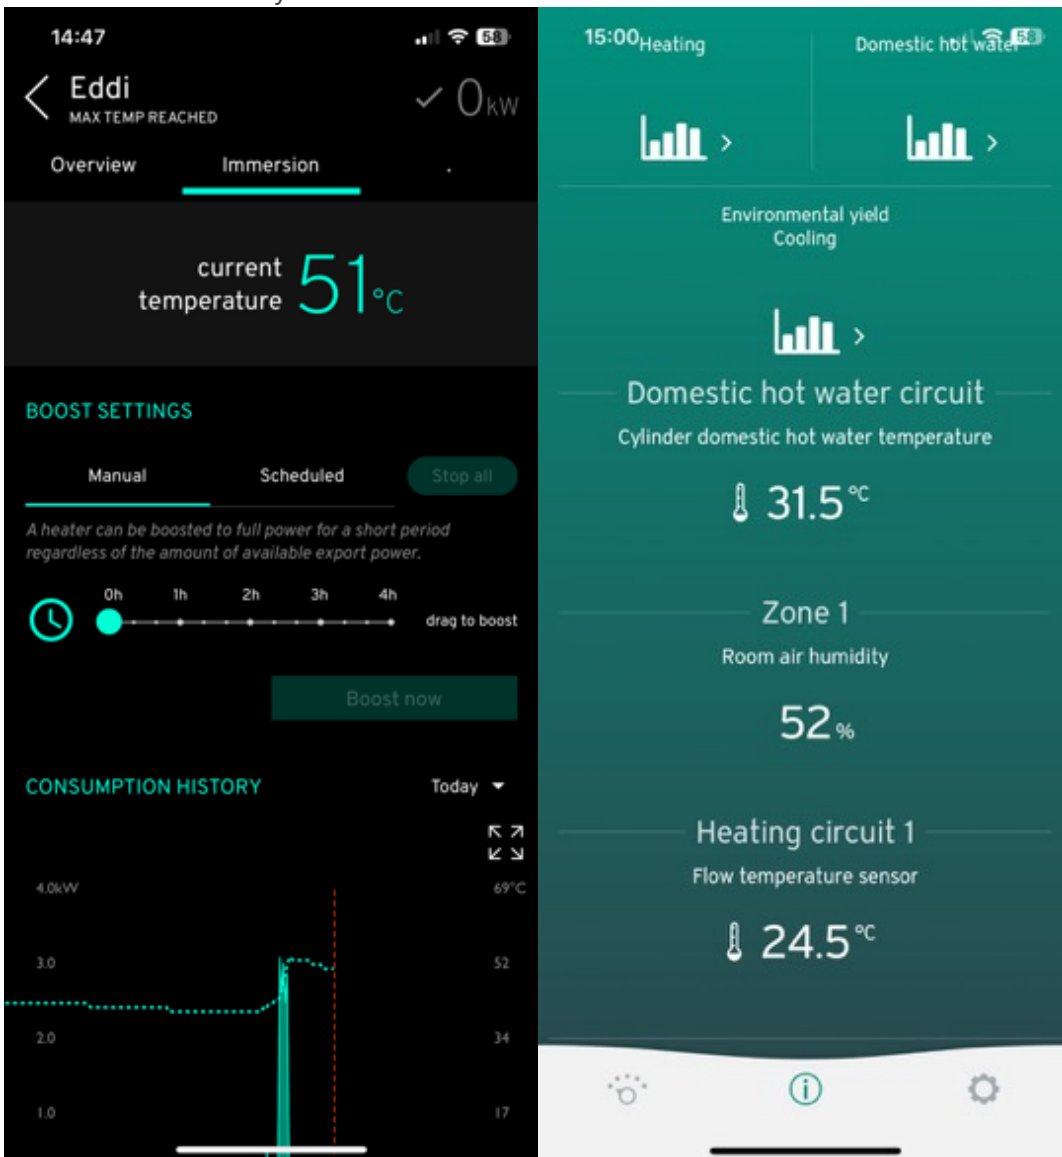 14:47
58
Eddi
MAX TEMP REACHED
0kW
Overview
Immersion
.
current
temperature
51°C
BOOST SETTINGS
Manual
Scheduled
Stop all
A heater can be boosted to full power for a short period
regardless of the amount of available export power.
0h 1h 2h 3h 4h
drag to boost
Boost now
CONSUMPTION HISTORY
Today
4.0kW
69°C
3.0
52
2.0
34
1.0
17
15:00
58
Heating
Domestic hot water
Environmental yield
Cooling
Domestic hot water circuit
Cylinder domestic hot water temperature
31.5 °C
Zone 1
Room air humidity
52 %
Heating circuit 1
Flow temperature sensor
24.5 °C